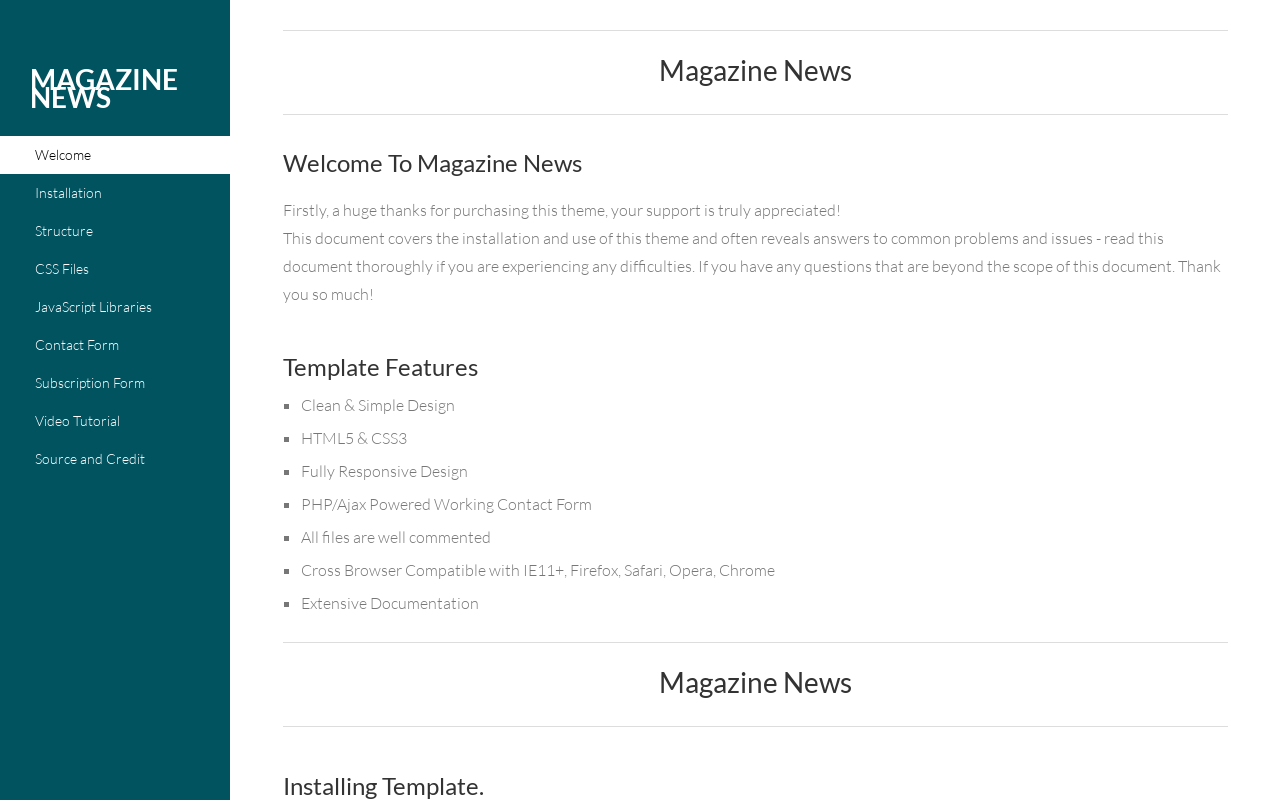 MAGAZINE
NEWS
Welcome
Installation
Structure
CSS Files
JavaScript Libraries
Contact Form
Subscription Form
Video Tutorial
Source and Credit
Magazine News
Welcome To Magazine News
Firstly, a huge thanks for purchasing this theme, your support is truly appreciated!
This document covers the installation and use of this theme and often reveals answers to common problems and issues - read this
document thoroughly if you are experiencing any difficulties. If you have any questions that are beyond the scope of this document. Thank
you so much!
Template Features
Clean & Simple Design
HTML5 & CSS3
Fully Responsive Design
PHP/Ajax Powered Working Contact Form
All files are well commented
Cross Browser Compatible with IE11+, Firefox, Safari, Opera, Chrome
Extensive Documentation
Magazine News
Installing Template.